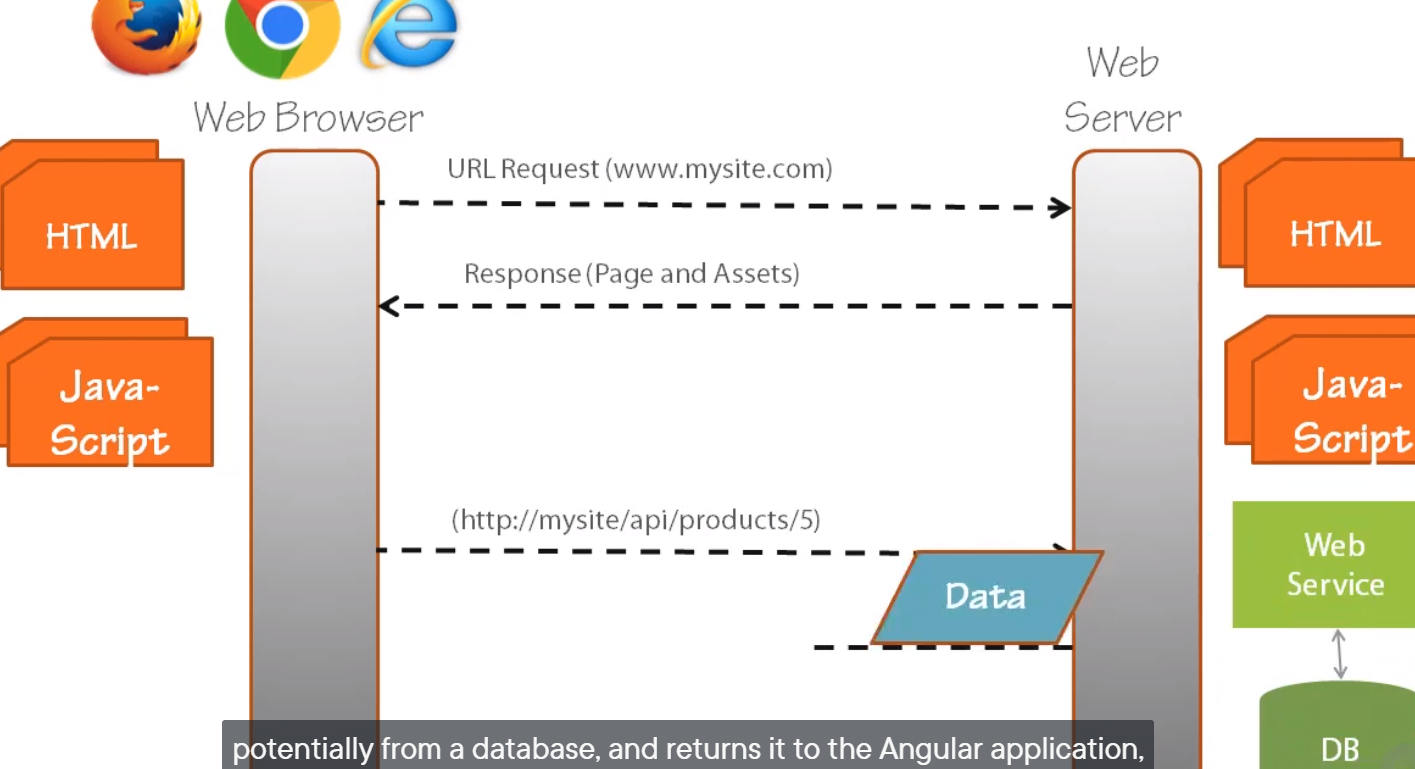 Web Browser
Web
Server
URL Request (www.mysite.com)
HTML
HTML
Response (Page and Assets)
Java-
Script
Java-
Script
(http://mysite/api/products/5)
Web
Service
Data
DB
potentially from a database, and returns it to the Angular application,